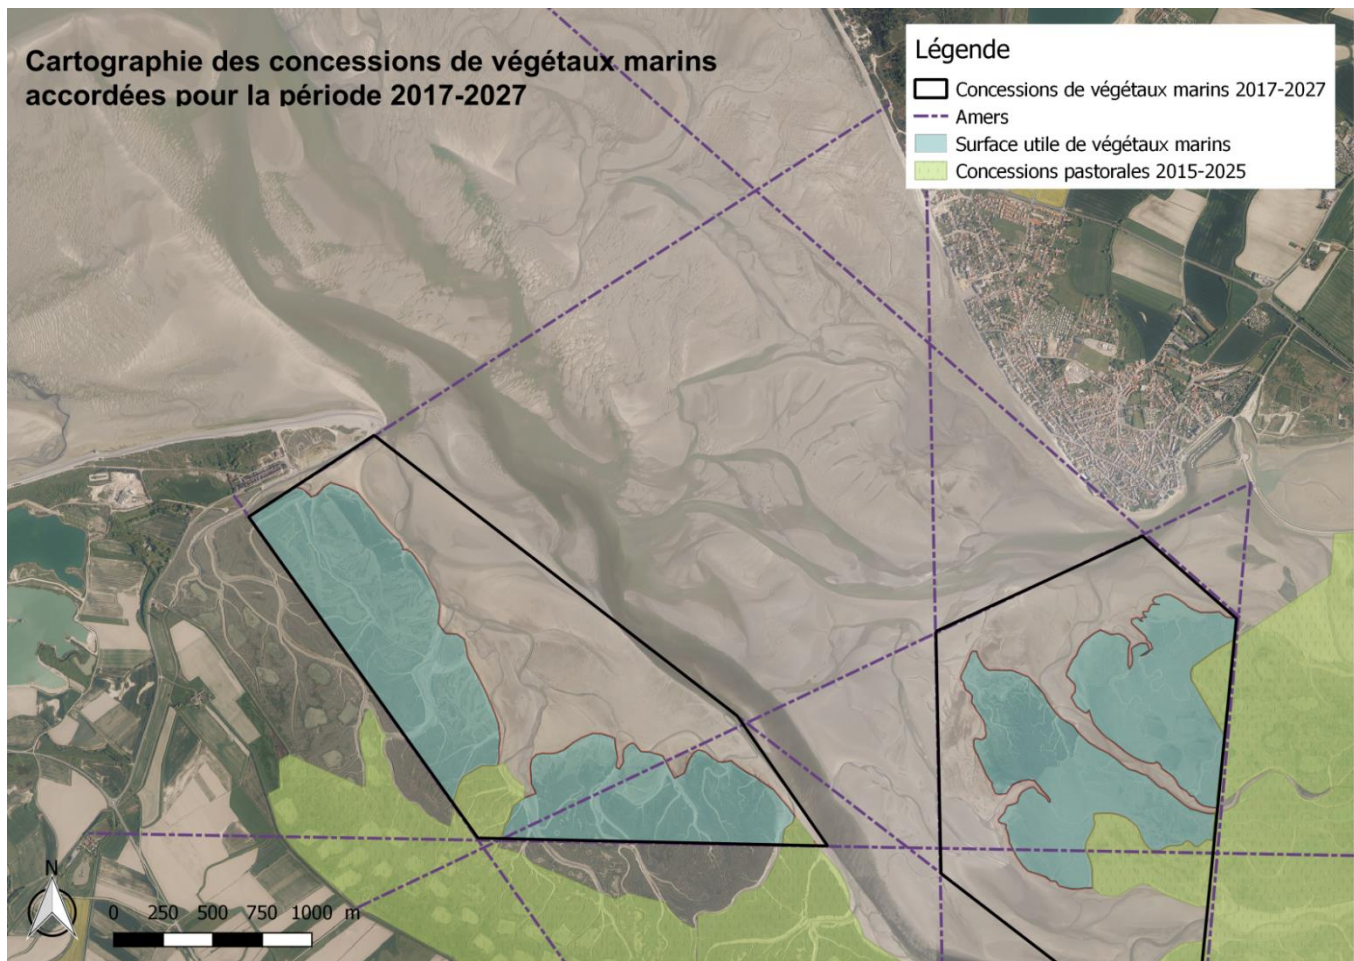 Cartographie des concessions de végétaux marins
accordées pour la période 2017-2027
Légende
Concessions de végétaux marins 2017-2027
Amers
Surface utile de végétaux marins
Concessions pastorales 2015-2025
N
0 250 500 750 1000 m